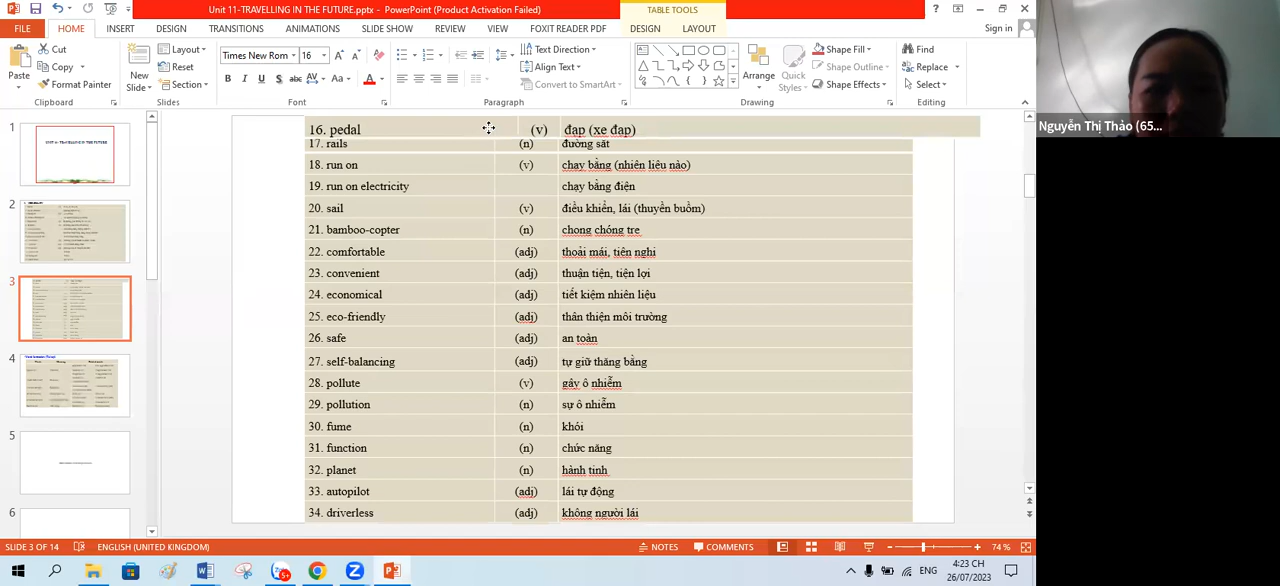 Unit 11-TRAVELLING IN THE FUTURE.pptx - PowerPoint (Product Activation Failed)
TABLE TOOLS
FILE HOME INSERT DESIGN TRANSITIONS ANIMATIONS SLIDE SHOW REVIEW VIEW FOXIT READER PDF DESIGN LAYOUT Sign in
Paste Cut Copy Format Painter
Clipboard
New Slide Layout Reset Section
Slides
Times New Rom 16
B I U S abc AV Aa A
Font
Text Direction Align Text Convert to SmartArt
Paragraph
Arrange Quick Styles Shape Fill Shape Outline Shape Effects
Drawing
Find Replace Select
Editing
Nguyễn Thị Thảo (65...
1
2
3
4
5
6
16. pedal (v) đạp (xe đạp)
17. rails (n) đường sắt
18. run on (v) chạy bằng (nhiên liệu nào)
19. run on electricity chạy bằng điện
20. sail (v) điều khiển, lái (thuyền buồm)
21. bamboo-copter (n) chong chóng tre
22. comfortable (adj) thoải mái, tiện nghi
23. convenient (adj) thuận tiện, tiện lợi
24. economical (adj) tiết kiệm nhiên liệu
25. eco-friendly (adj) thân thiện môi trường
26. safe (adj) an toàn
27. self-balancing (adj) tự giữ thăng bằng
28. pollute (v) gây ô nhiễm
29. pollution (n) sự ô nhiễm
30. fume (n) khói
31. function (n) chức năng
32. planet (n) hành tinh
33. autopilot (adj) lái tự động
34. driverless (adj) không người lái
SLIDE 3 OF 14 ENGLISH (UNITED KINGDOM) NOTES COMMENTS 74 %
ENG 4:23 CH
26/07/2023